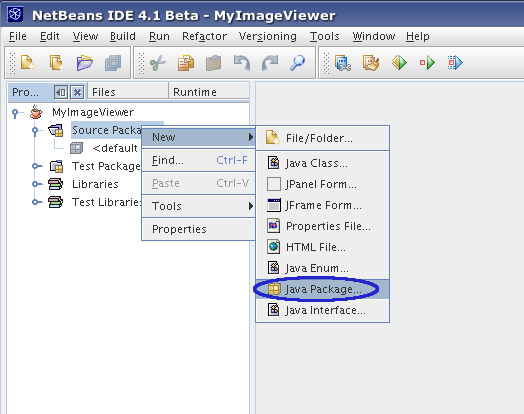 NetBeans IDE 4.1 Beta - MyImageViewer
File Edit View Build Run Refactor Versioning Tools Window Help
Pro... Files Runtime
MyImageViewer
Source Packa
<default
Test Package
Libraries
Test Libraries
New
Find... Ctrl-F
Paste Ctrl-V
Tools
Properties
File/Folder...
Java Class...
JPanel Form...
JFrame Form...
Properties File...
HTML File...
Java Enum...
Java Package...
Java Interface...